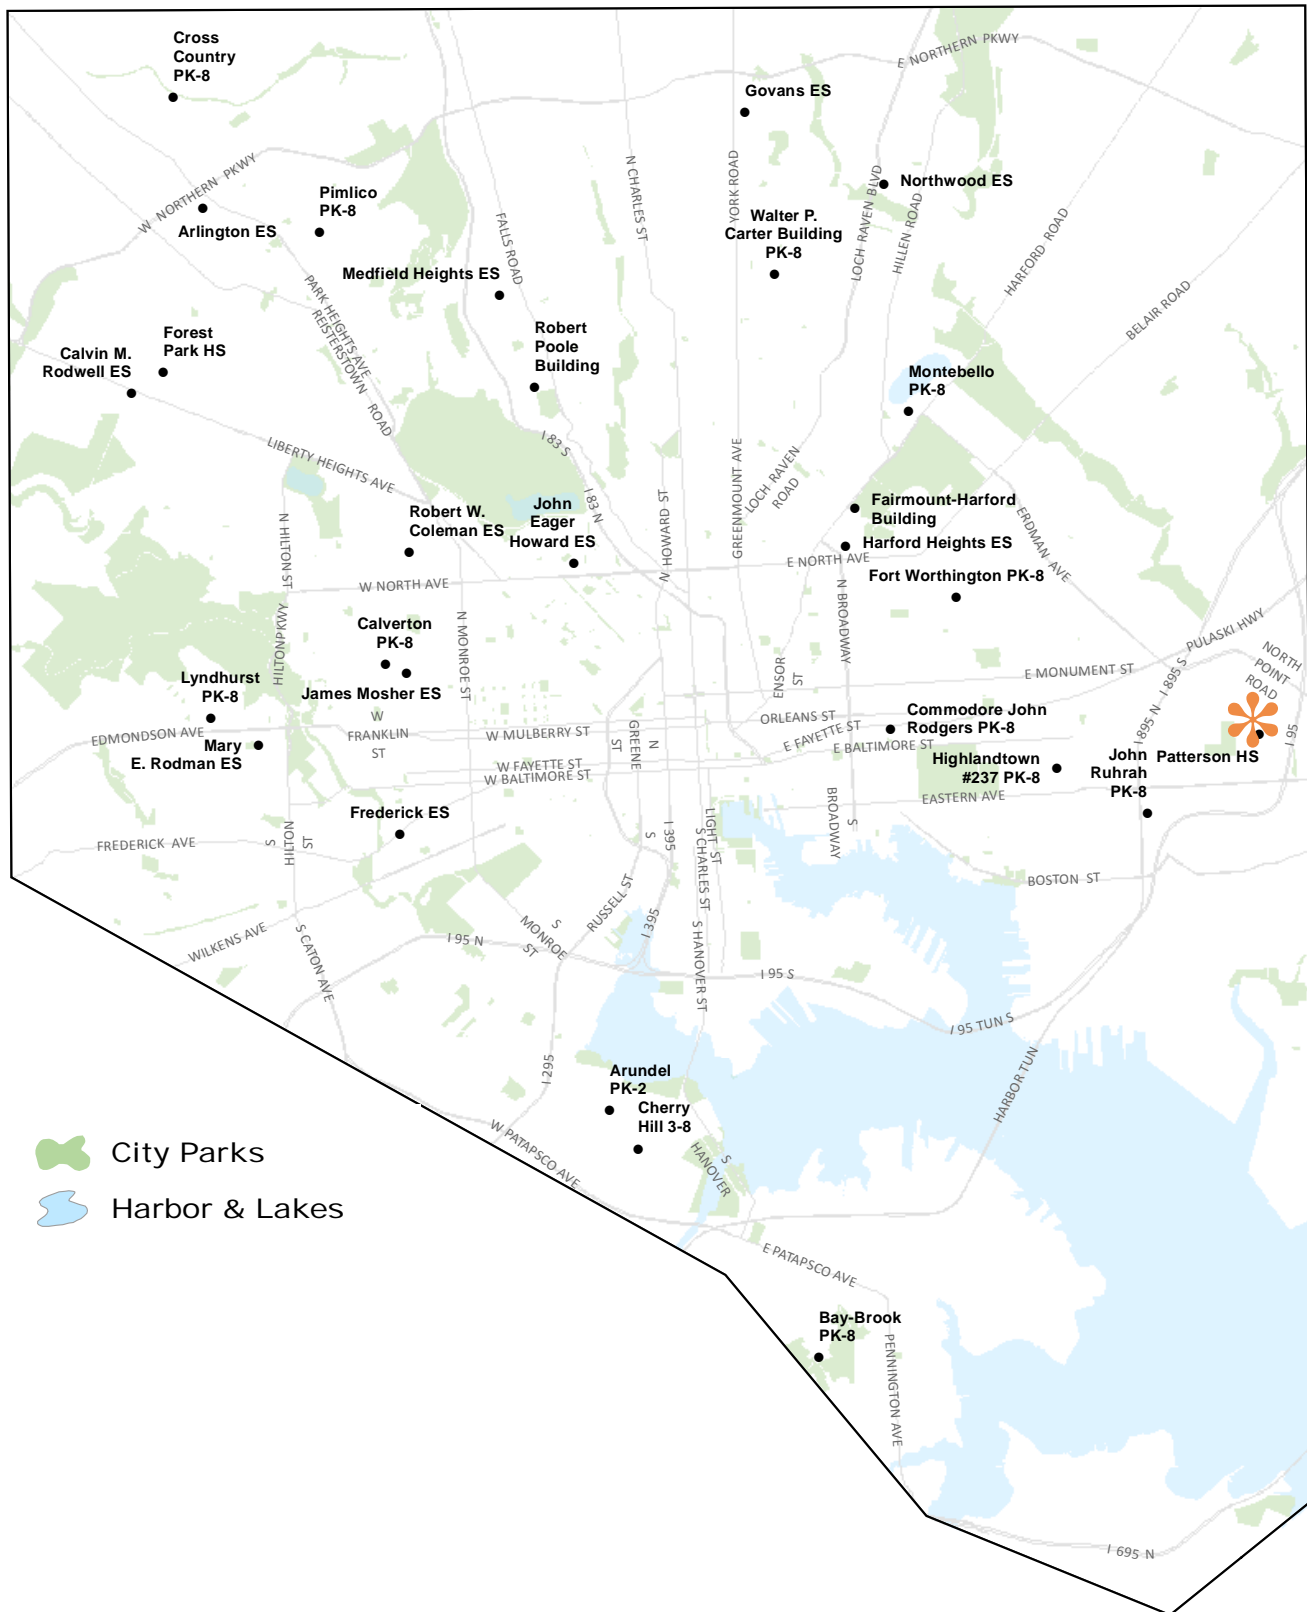 Cross
Country
PK-8
E NORTHERN PKWY
Govans ES
W NORTHERN PKWY
N CHARLES ST
YORK ROAD
LOCH RAVEN BLVD
Northwood ES
Pimlico
PK-8
Arlington ES
FALLS ROAD
Walter P.
Carter Building
PK-8
HILLEN ROAD
HARFORD ROAD
Medfield Heights ES
PARK HEIGHTS AVE
REISTERSTOWN ROAD
BELAIR ROAD
Forest
Park HS
Calvin M.
Rodwell ES
Robert
Poole
Building
Montebello
PK-8
I 83 S
LIBERTY HEIGHTS AVE
GREENMOUNT AVE
LOCH RAVEN
ROAD
I 83 N
N HOWARD ST
John
Eager
Howard ES
Robert W.
Coleman ES
Fairmount-Harford
Building
Harford Heights ES
ERDMAN AVE
N HILTON ST
E NORTH AVE
W NORTH AVE
Fort Worthington PK-8
N BROADWAY
HILTONPKWY
N MONROE ST
Calverton
PK-8
James Mosher ES
PULASKI HWY
NORTH
POINT
ROAD
ENSOR
ST
E MONUMENT ST
I 895 S
I 895 N
Lyndhurst
PK-8
W
FRANKLIN
ST
EDMONDSON AVE
Mary
E. Rodman ES
W MULBERRY ST
N
GREENE
ST
ORLEANS ST
E FAYETTE ST
E BALTIMORE ST
Commodore John
Rodgers PK-8
I 95
Patterson HS
W FAYETTE ST
W BALTIMORE ST
Highlandtown
#237 PK-8
John
Ruhrah
PK-8
EASTERN AVE
S
BROADWAY
Frederick ES
FREDERICK AVE
S
HILTON
ST
LIGHT ST
S CHARLES ST
S
I 395
BOSTON ST
RUSSELL ST
I 395
S
MONROE
ST
WILKENS AVE
S CATON AVE
I 95 N
S HANOVER ST
I 95 S
I 95 TUN S
HARBOR TUN
I 295
Arundel
PK-2
Cherry
Hill 3-8
W PATAPSCO AVE
S
HANOVER
City Parks
Harbor & Lakes
E PATAPSCO AVE
Bay-Brook
PK-8
PENNINGTON AVE
I 695 N